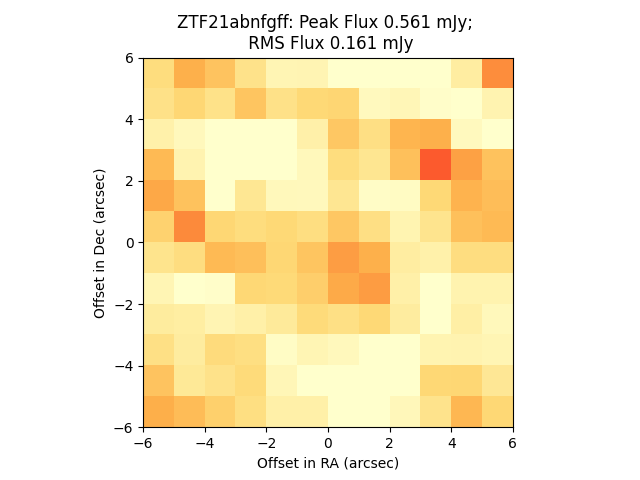 ZTF21abnfgff: Peak Flux 0.561 mJy;
RMS Flux 0.161 mJy
6
4
2
0
−2
−4
−6
Offset in Dec (arcsec)
−6 −4 −2 0 2 4 6
Offset in RA (arcsec)